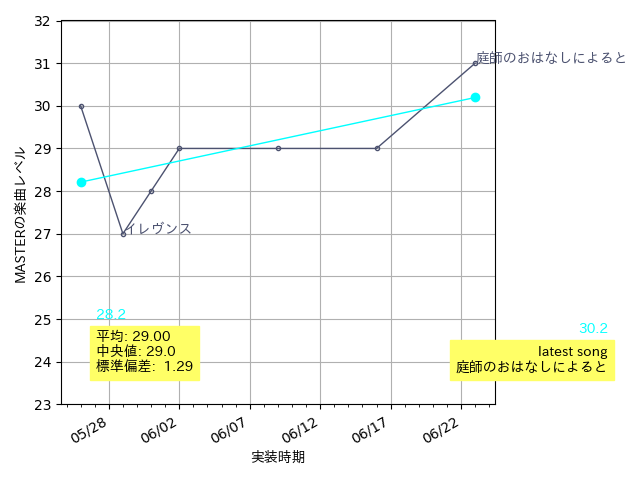 32
31
30
29
28
27
26
25
24
23
MASTERの楽曲レベル
庭師のおはなしによると
イレヴンス
28.2
平均: 29.00
中央値: 29.0
標準偏差: 1.29
30.2
latest song
庭師のおはなしによると
05/28
06/02
06/07
06/12
06/17
06/22
実装時期